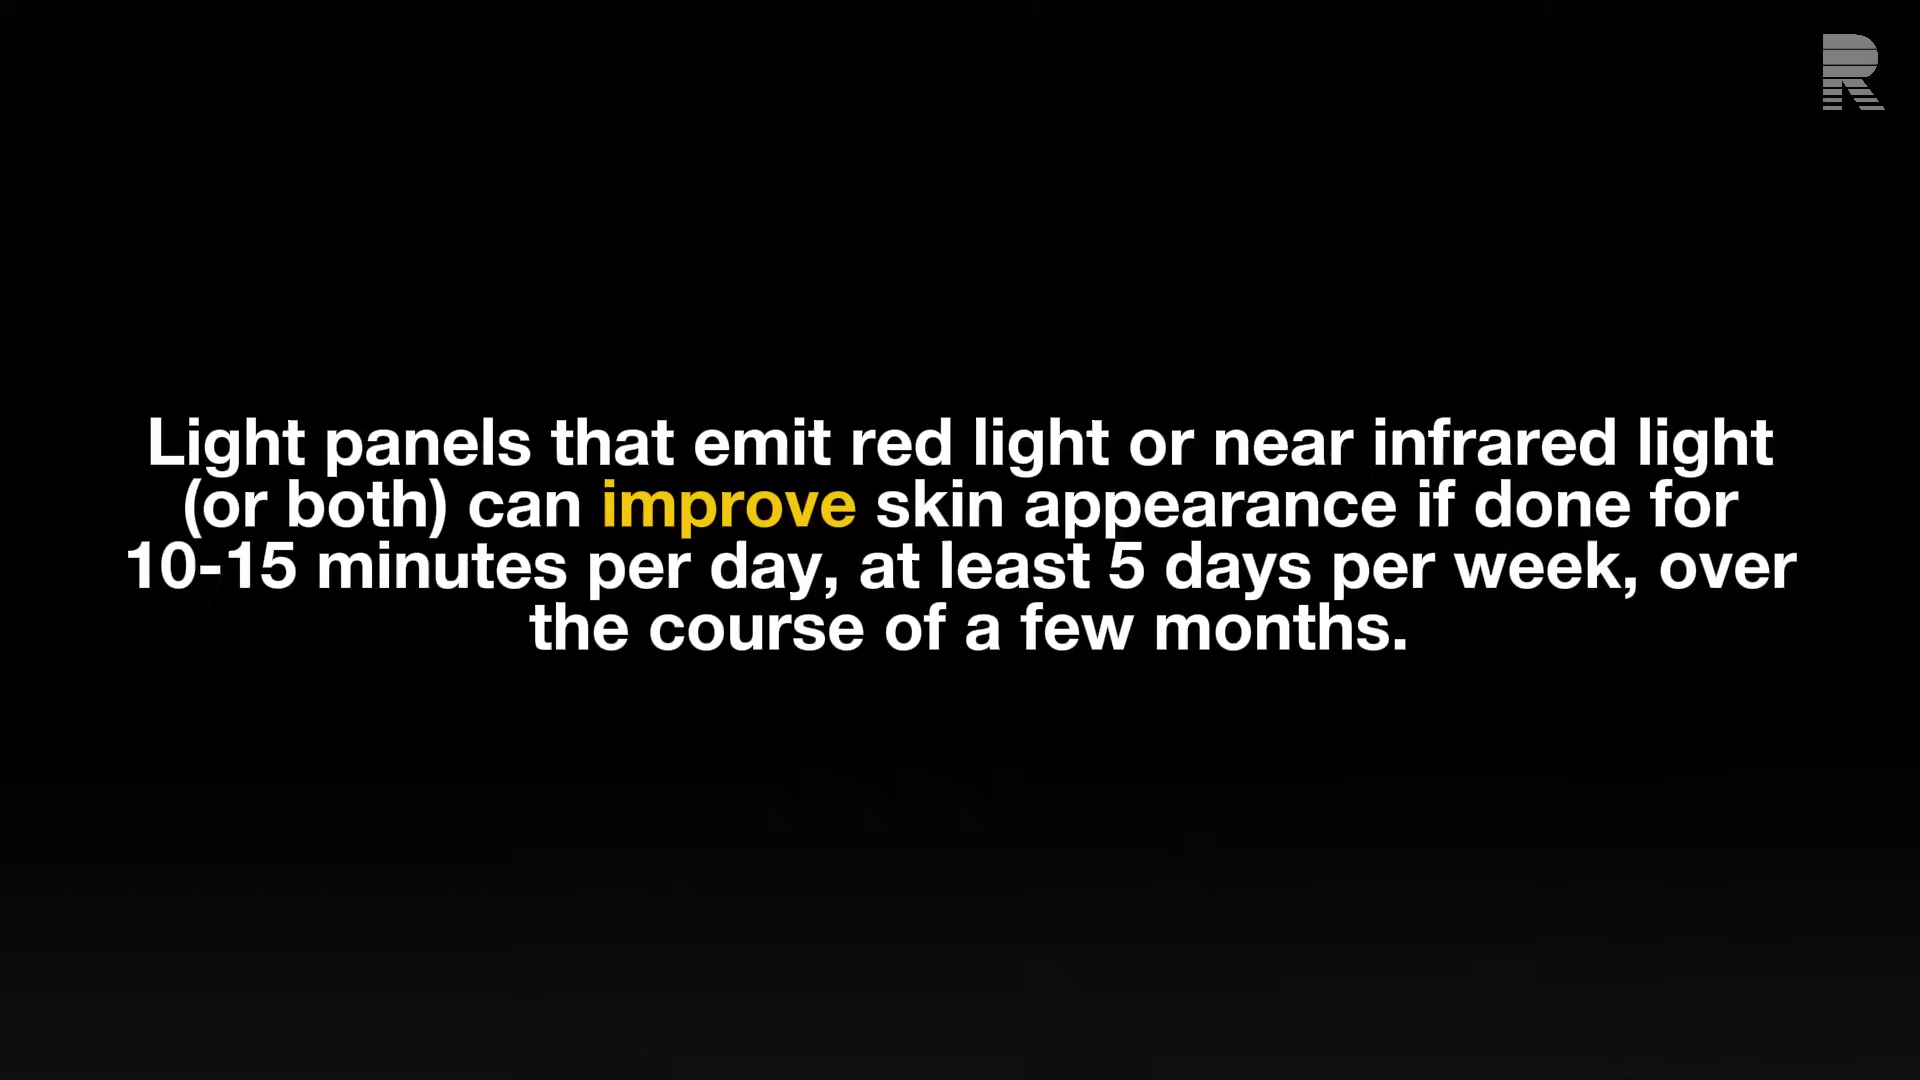 R
Light panels that emit red light or near infrared light
(or both) can improve skin appearance if done for
10-15 minutes per day, at least 5 days per week, over
the course of a few months.